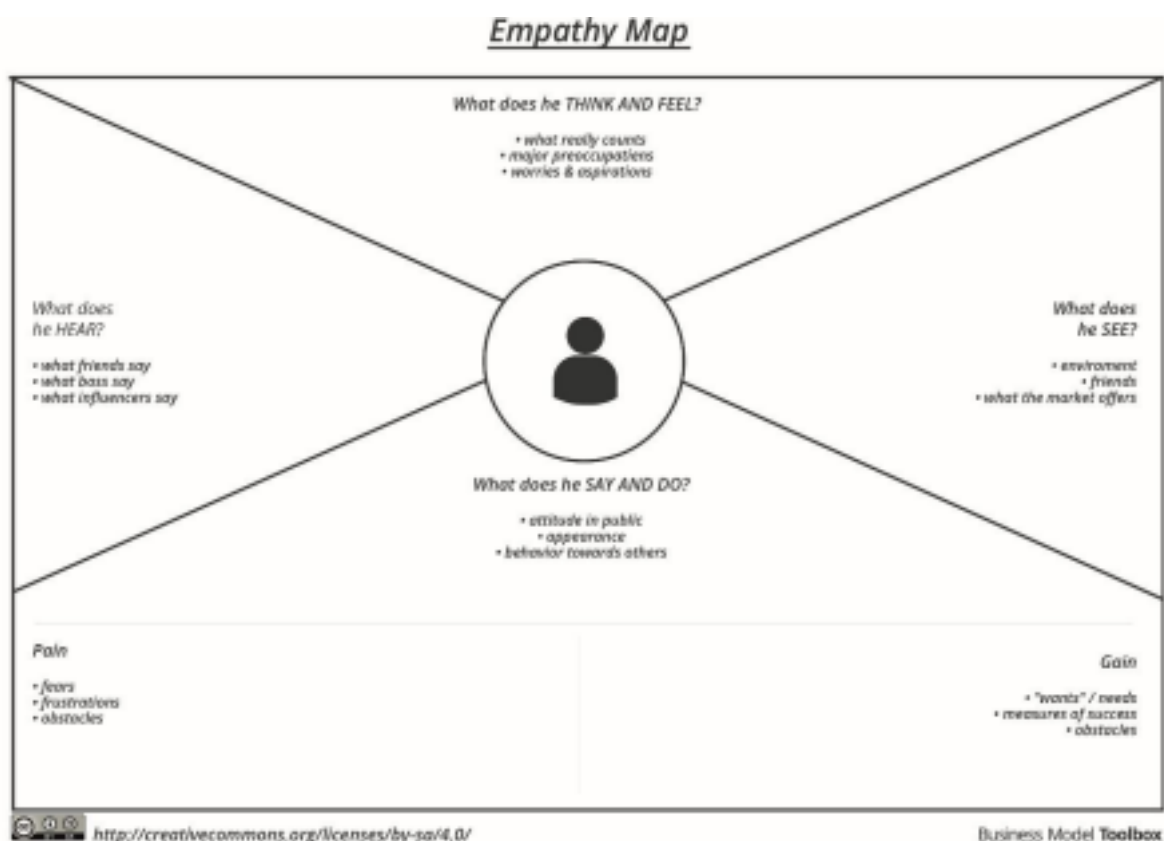 Empathy Map
What does he THINK AND FEEL?
• what really counts
• major preoccupations
• worries & aspirations
What does
he HEAR?
• what friends say
• what boss say
• what influencers say
What does
he SEE?
• enviroment
• friends
• what the market offers
What does he SAY AND DO?
• attitude in public
• appearance
• behavior towards others
Pain
• fears
• frustrations
• obstacles
Gain
• "wants" / needs
• measures of success
• obstacles
http://creativecommons.org/licenses/by-sa/4.0/
Business Model Toolbox